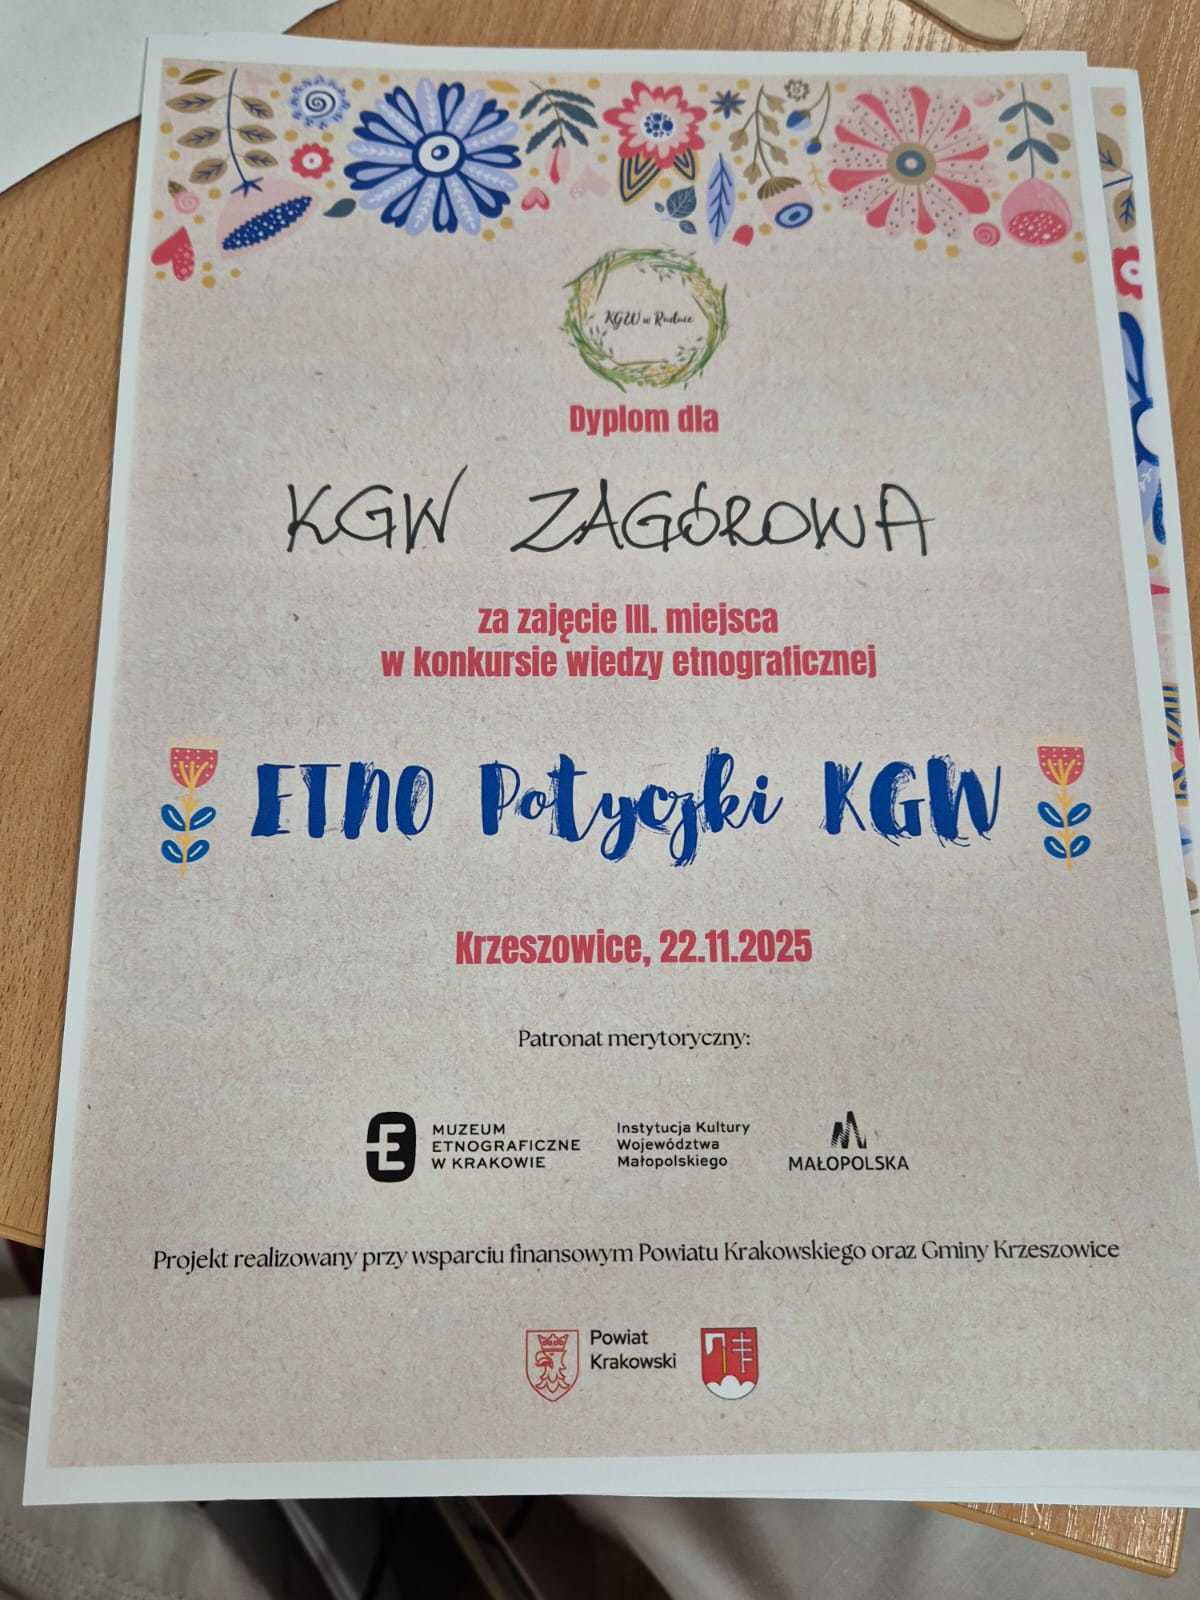 KGW w Rudnie
Dyplom dla
KGW ZAGÓROWA
za zajęcie III. miejsca
w konkursie wiedzy etnograficznej
ETNO Potyczki KGW
Krzeszowice, 22.11.2025
Patronat merytoryczny:
MUZEUM
ETNOGRAFICZNE
W KRAKOWIE
Instytucja Kultury
Województwa
Małopolskiego
MAŁOPOLSKA
Projekt realizowany przy wsparciu finansowym Powiatu Krakowskiego oraz Gminy Krzeszowice
Powiat
Krakowski